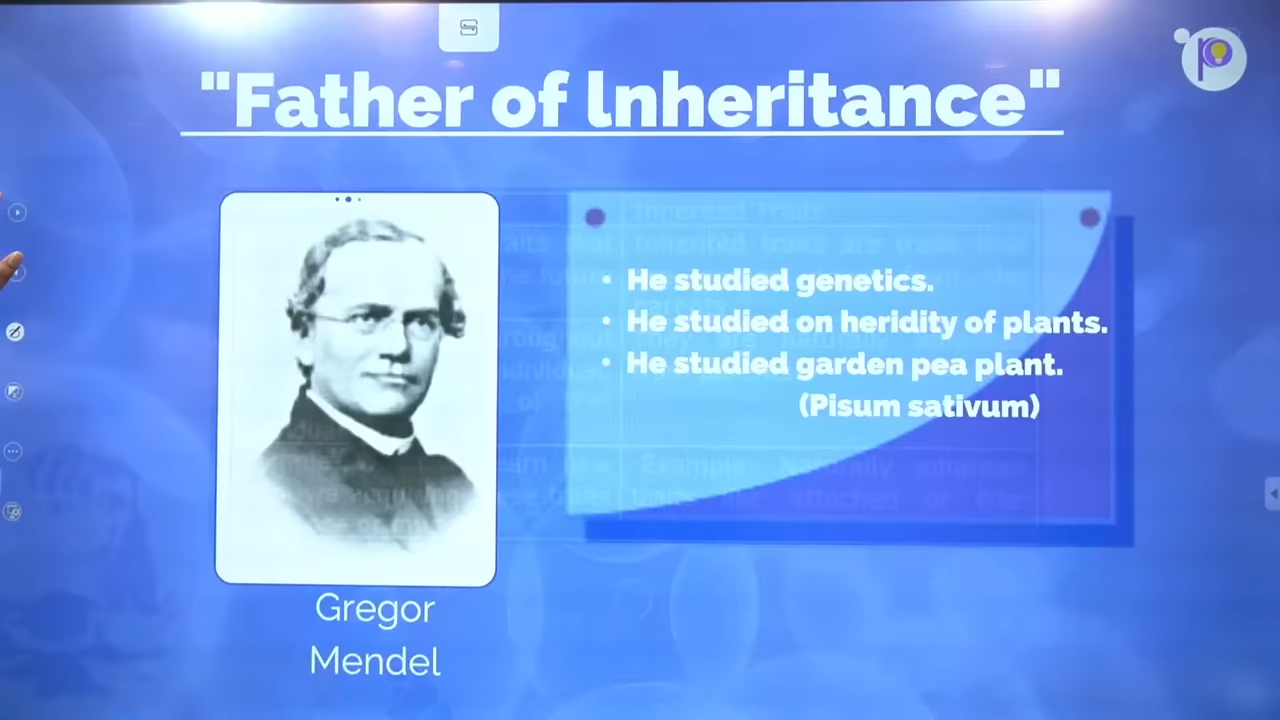 "Father of Inheritance"
• He studied genetics.
• He studied on heridity of plants.
• He studied garden pea plant.
(Pisum sativum)
Gregor
Mendel